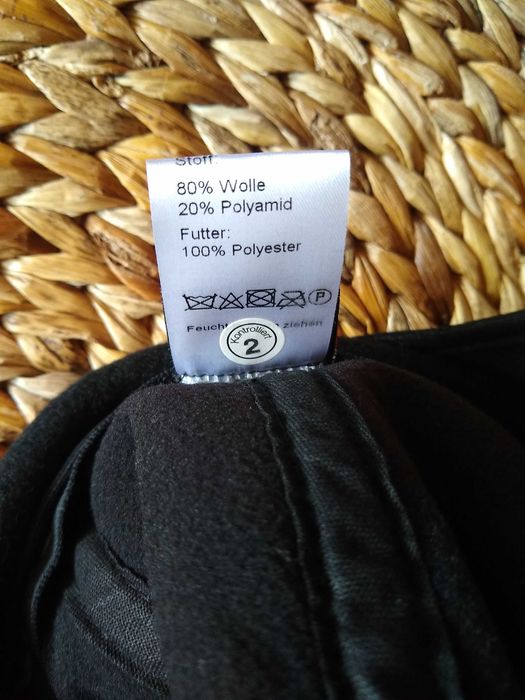 Stoff:
80% Wolle
20% Polyamid
Futter:
100% Polyester
P
Feucht ziehen
Kontrolliert
2